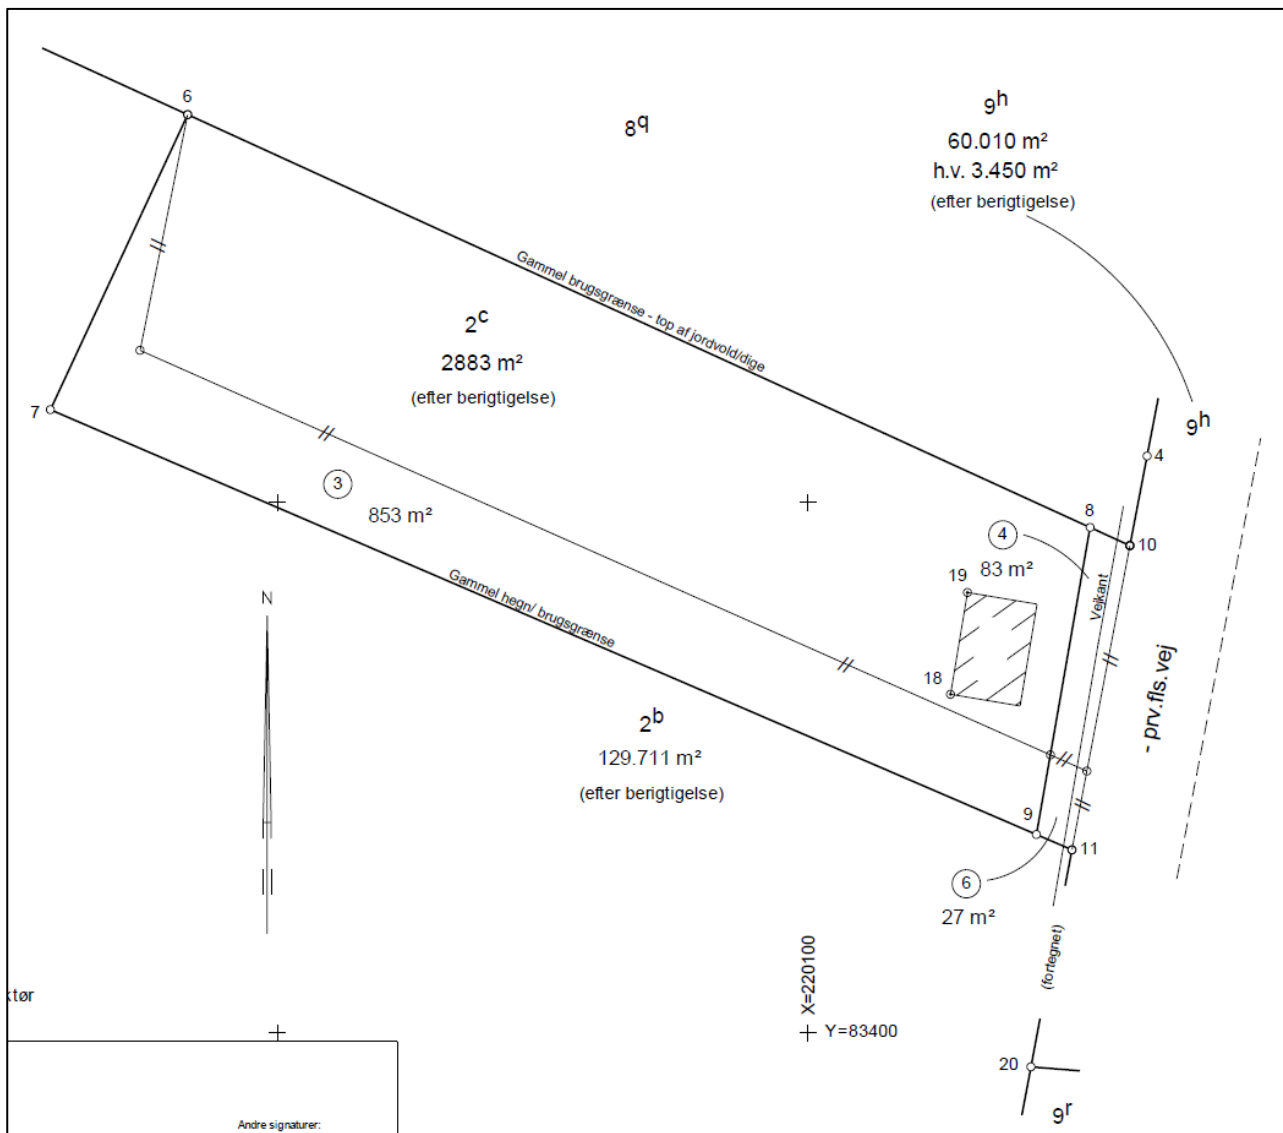 6
8q
9h
60.010 m²
h.v. 3.450 m²
(efter berigtigelse)
Gammel brugsgrænse - top af jordvold/dige
2c
2883 m²
(efter berigtigelse)
7
9h
4
3
853 m²
8
10
4
83 m²
19
Vejkant
Gammel hegn/ brugsgrænse
N
18
- prv.fls.vej
2b
129.711 m²
(efter berigtigelse)
9
11
6
27 m²
(fortegnet)
X=220100
Y=83400
ktør
20
9r
Andre signaturer: